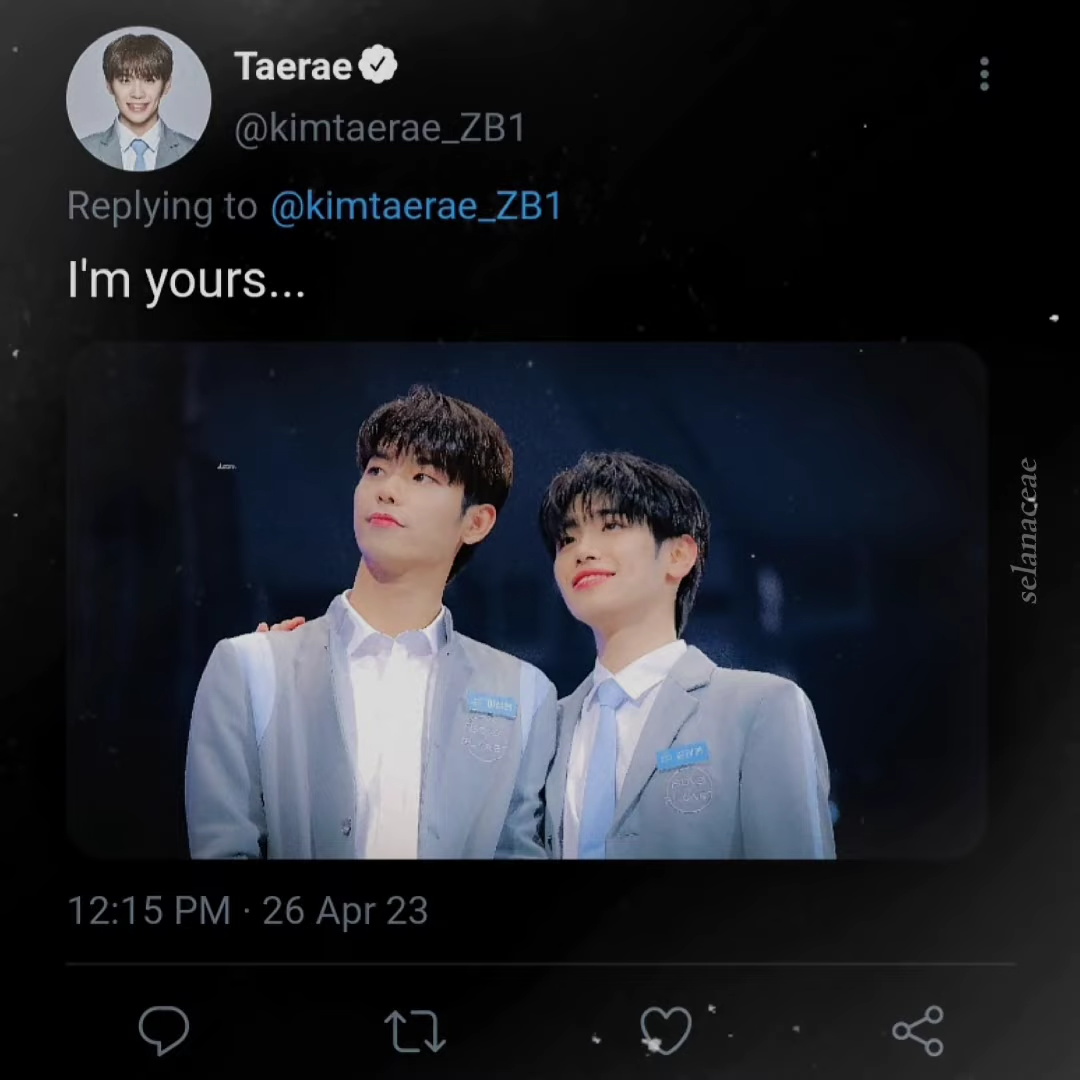 Taerae
@kimtaerae_ZB1
Replying to @kimtaerae_ZB1
I'm yours...
selanaceae
12:15 PM · 26 Apr 23